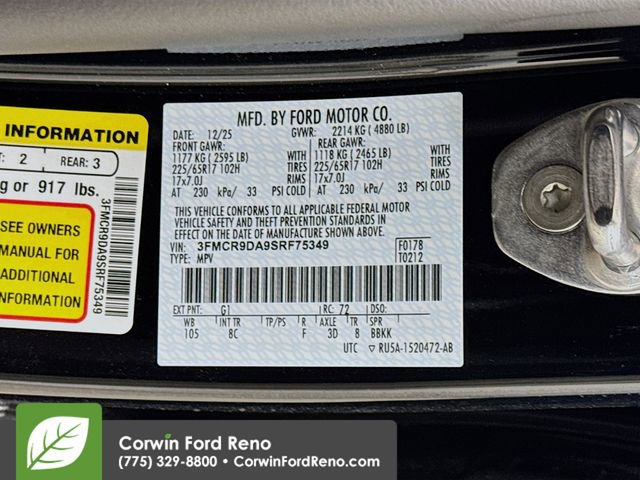 INFORMATION
2 REAR: 3
g or 917 lbs.
SEE OWNERS
MANUAL FOR
ADDITIONAL
INFORMATION
3FMCR9DA9SRF75349
MFD. BY FORD MOTOR CO.
DATE: 12/25 GVWR: 2214 KG ( 4880 LB)
FRONT GAWR: REAR GAWR:
1177 KG ( 2595 LB) WITH 1118 KG ( 2465 LB) WITH
225/65R17 102H TIRES 225/65R17 102H TIRES
17x7.0J RIMS 17x7.0J RIMS
AT 230 kPa/ 33 PSI COLD AT 230 kPa/ 33 PSI COLD
THIS VEHICLE CONFORMS TO ALL APPLICABLE FEDERAL MOTOR
VEHICLE SAFETY AND THEFT PREVENTION STANDARDS IN
EFFECT ON THE DATE OF MANUFACTURE SHOWN ABOVE.
VIN: 3FMCR9DA9SRF75349 F0178
TYPE: MPV T0212
EXT PNT: G1 RC: 72 DSO:
WB INT TR TP/PS R AXLE TR SPR
105 8C F 3D 8 BBKK
UTC ▽ RU5A-1520472-AB
Corwin Ford Reno
(775) 329-8800 • CorwinFordReno.com